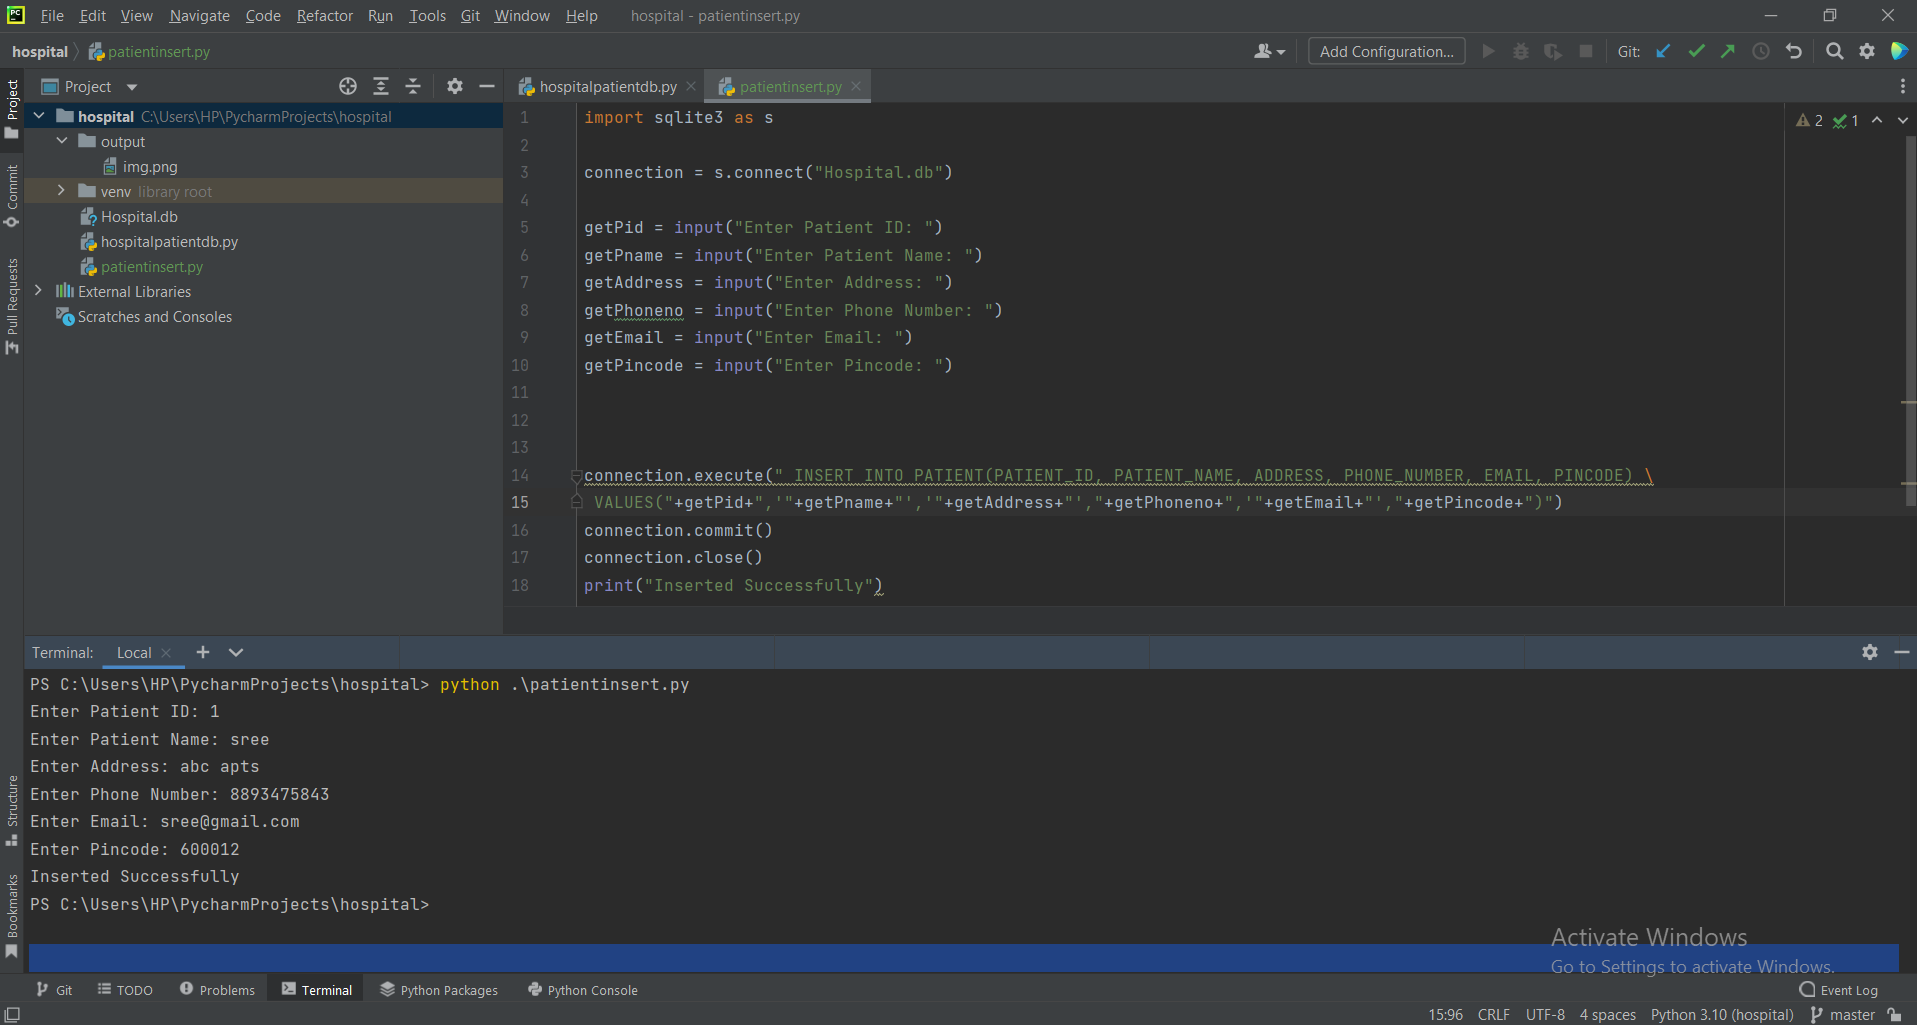 PC File Edit View Navigate Code Refactor Run Tools Git Window Help hospital - patientinsert.py
hospital patientinsert.py Add Configuration... Git:
Project
hospitalpatientdb.py patientinsert.py
hospital C:\Users\HP\PycharmProjects\hospital
output
img.png
venv library root
Hospital.db
hospitalpatientdb.py
patientinsert.py
External Libraries
Scratches and Consoles
Project
Commit
Pull Requests
Structure
Bookmarks
2 1
1 import sqlite3 as s
2
3 connection = s.connect("Hospital.db")
4
5 getPid = input("Enter Patient ID: ")
6 getPname = input("Enter Patient Name: ")
7 getAddress = input("Enter Address: ")
8 getPhoneno = input("Enter Phone Number: ")
9 getEmail = input("Enter Email: ")
10 getPincode = input("Enter Pincode: ")
11
12
13
14 connection.execute(" INSERT INTO PATIENT(PATIENT_ID, PATIENT_NAME, ADDRESS, PHONE_NUMBER, EMAIL, PINCODE) \
15 VALUES("+getPid+",'"+getPname+"','"+getAddress+"',"+getPhoneno+",'"+getEmail+"',"+getPincode+")")
16 connection.commit()
17 connection.close()
18 print("Inserted Successfully")
Terminal: Local
PS C:\Users\HP\PycharmProjects\hospital> python .\patientinsert.py
Enter Patient ID: 1
Enter Patient Name: sree
Enter Address: abc apts
Enter Phone Number: 8893475843
Enter Email: sree@gmail.com
Enter Pincode: 600012
Inserted Successfully
PS C:\Users\HP\PycharmProjects\hospital>
Activate Windows
Go to Settings to activate Windows.
Git TODO Problems Terminal Python Packages Python Console Event Log
15:96 CRLF UTF-8 4 spaces Python 3.10 (hospital) master